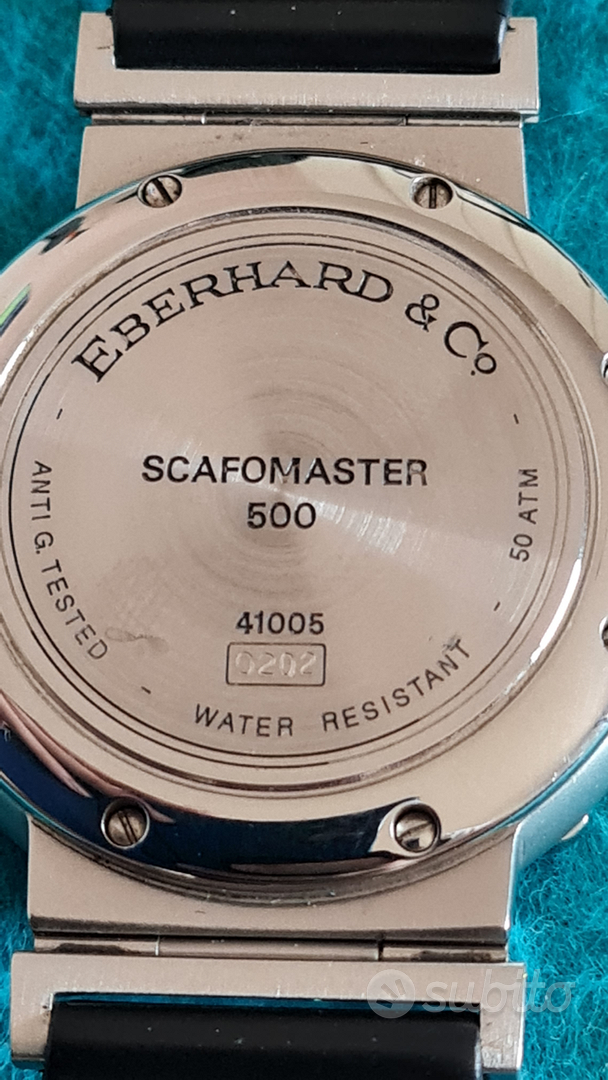 EBERHARD & Co
SCAFOMASTER
500
41005
0202
ANTI G. TESTED - WATER RESISTANT - 50 ATM -
subito